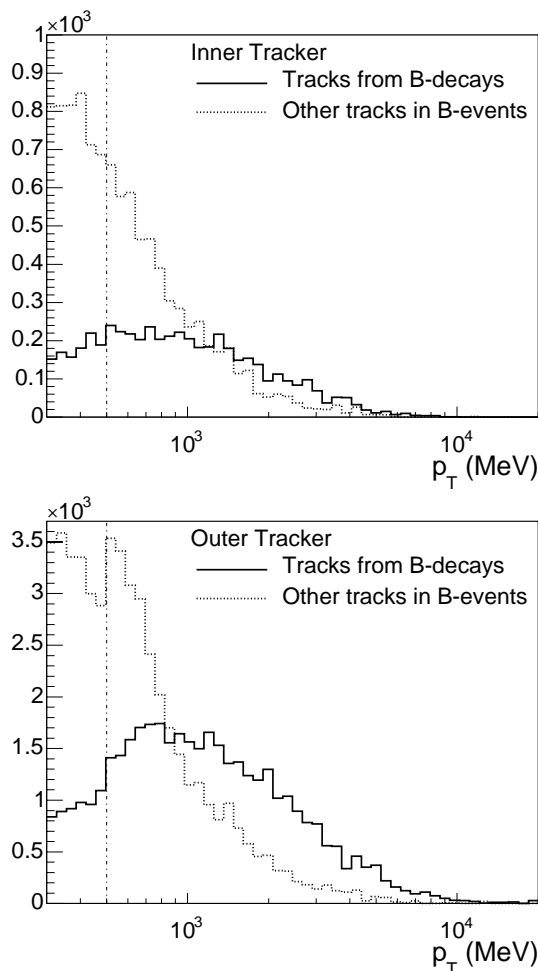 ×10³
1
0.9
0.8
0.7
0.6
0.5
0.4
0.3
0.2
0.1
0
Inner Tracker
Tracks from B-decays
Other tracks in B-events
10³ 10⁴
p_T (MeV)
×10³
3.5
3
2.5
2
1.5
1
0.5
0
Outer Tracker
Tracks from B-decays
Other tracks in B-events
10³ 10⁴
p_T (MeV)